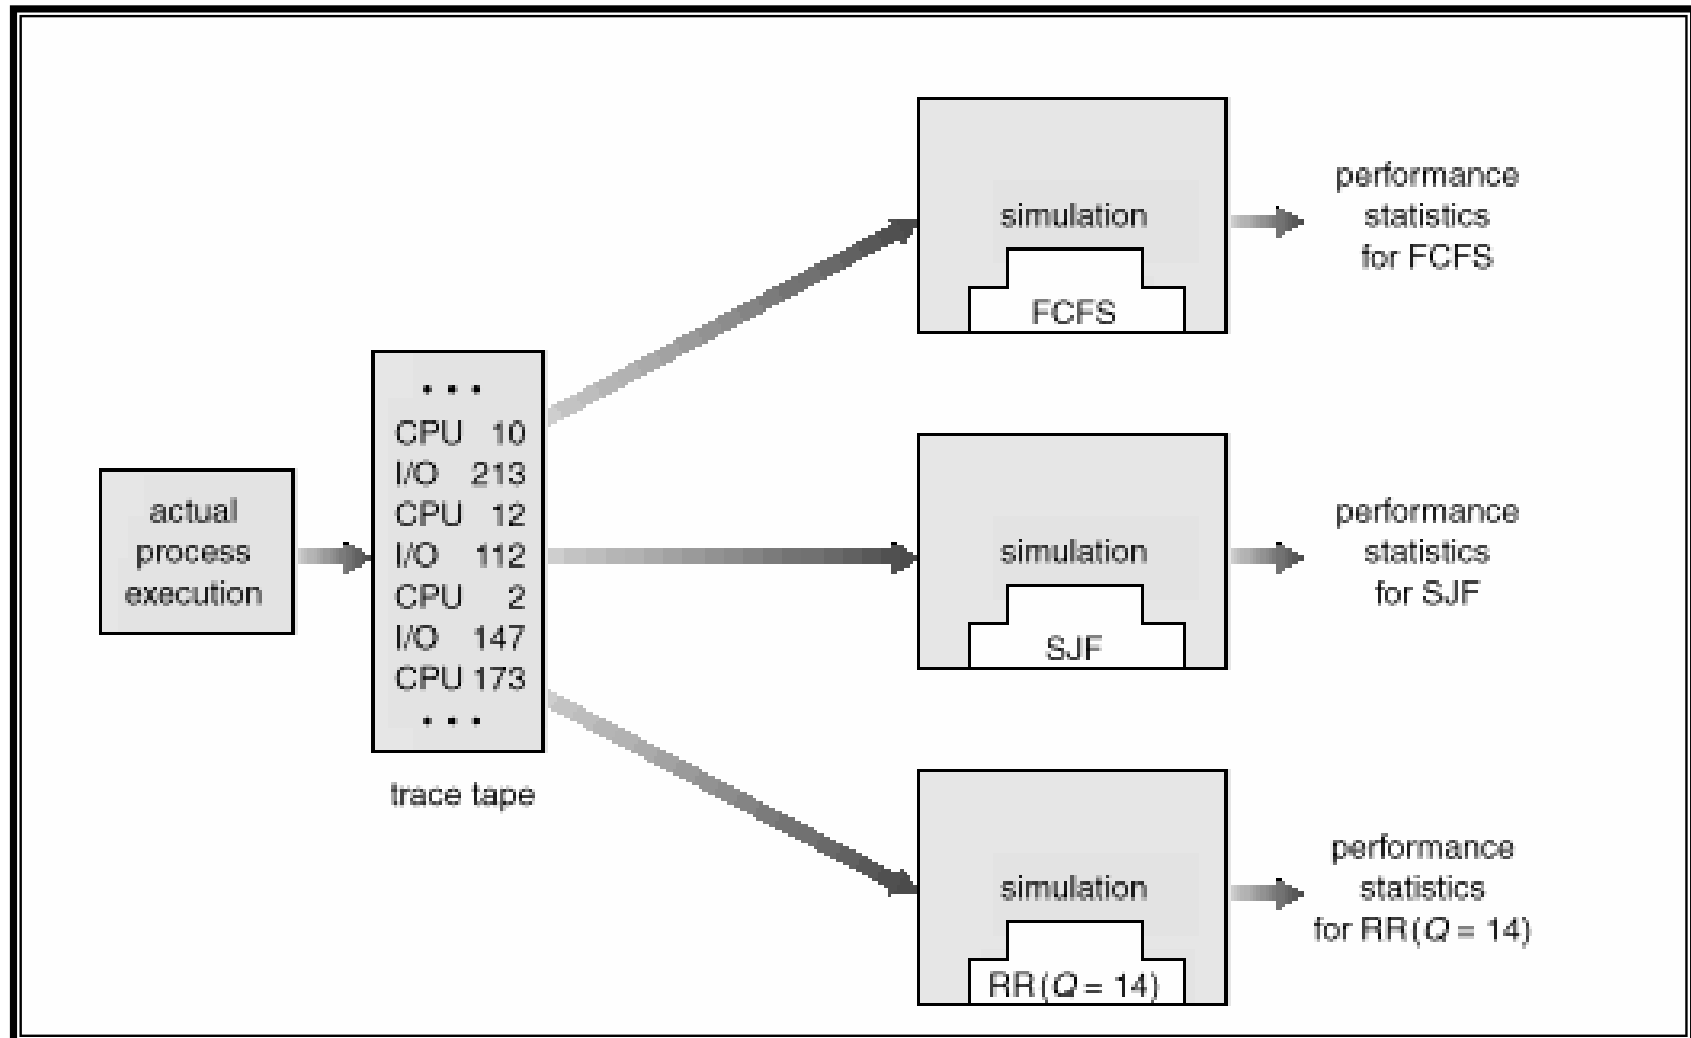 actual
process
execution
• • •
CPU 10
I/O 213
CPU 12
I/O 112
CPU 2
I/O 147
CPU 173
• • •
trace tape
simulation
FCFS
performance
statistics
for FCFS
simulation
SJF
performance
statistics
for SJF
simulation
RR(Q = 14)
performance
statistics
for RR(Q = 14)